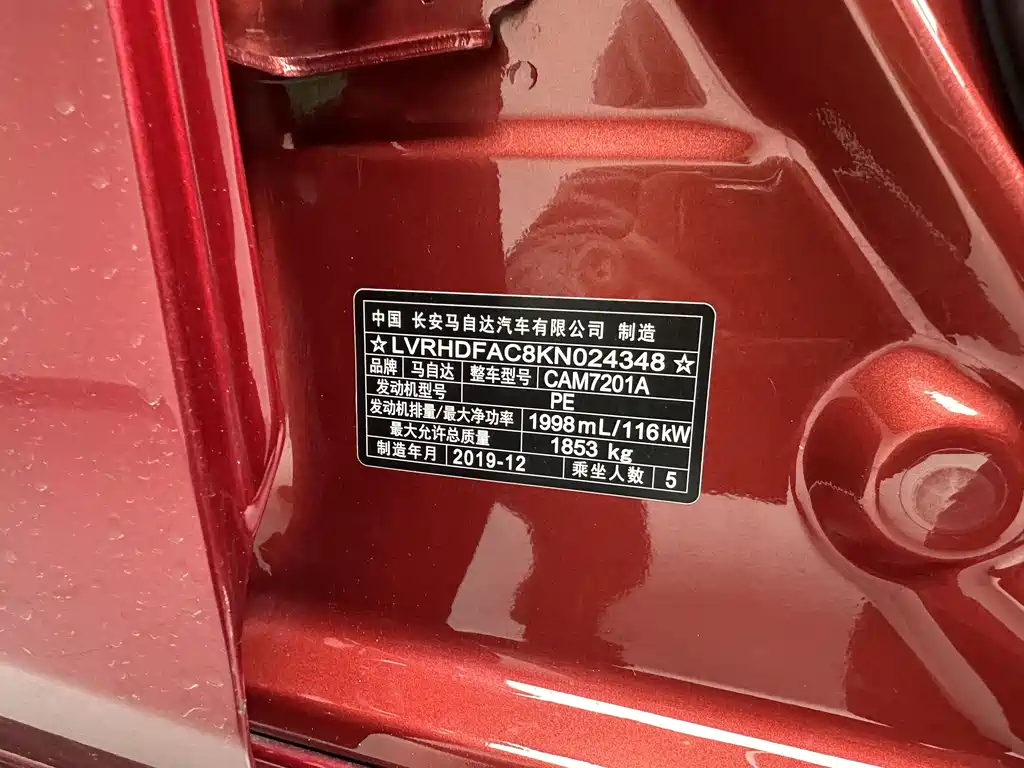 中国 长安马自达汽车有限公司 制造
☆LVRHDFAC8KN024348☆
品牌 马自达 整车型号 CAM7201A
发动机型号 PE
发动机排量/最大净功率 1998mL/116kW
最大允许总质量 1853 kg
制造年月 2019-12 乘坐人数 5